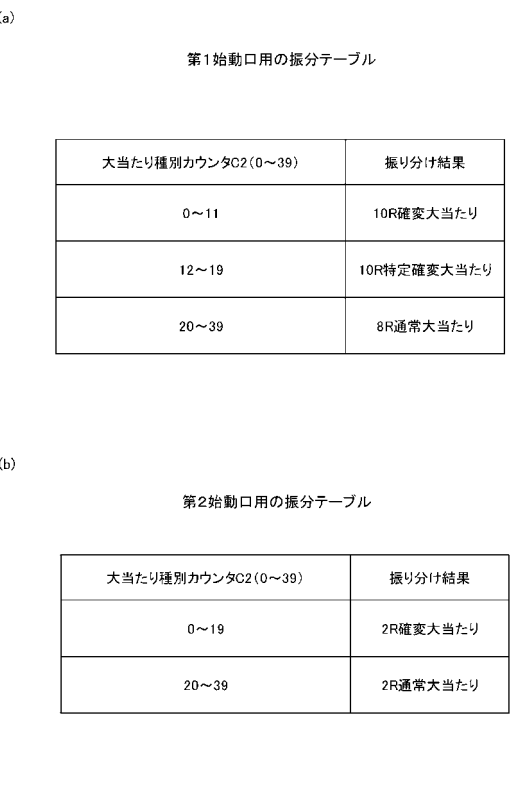 (a)
第1始動口用の振分テーブル
大当たり種別カウンタC2(0～39) 振り分け結果
0～11 10R確変大当たり
12～19 10R特定確変大当たり
20～39 8R通常大当たり
(b)
第2始動口用の振分テーブル
大当たり種別カウンタC2(0～39) 振り分け結果
0～19 2R確変大当たり
20～39 2R通常大当たり